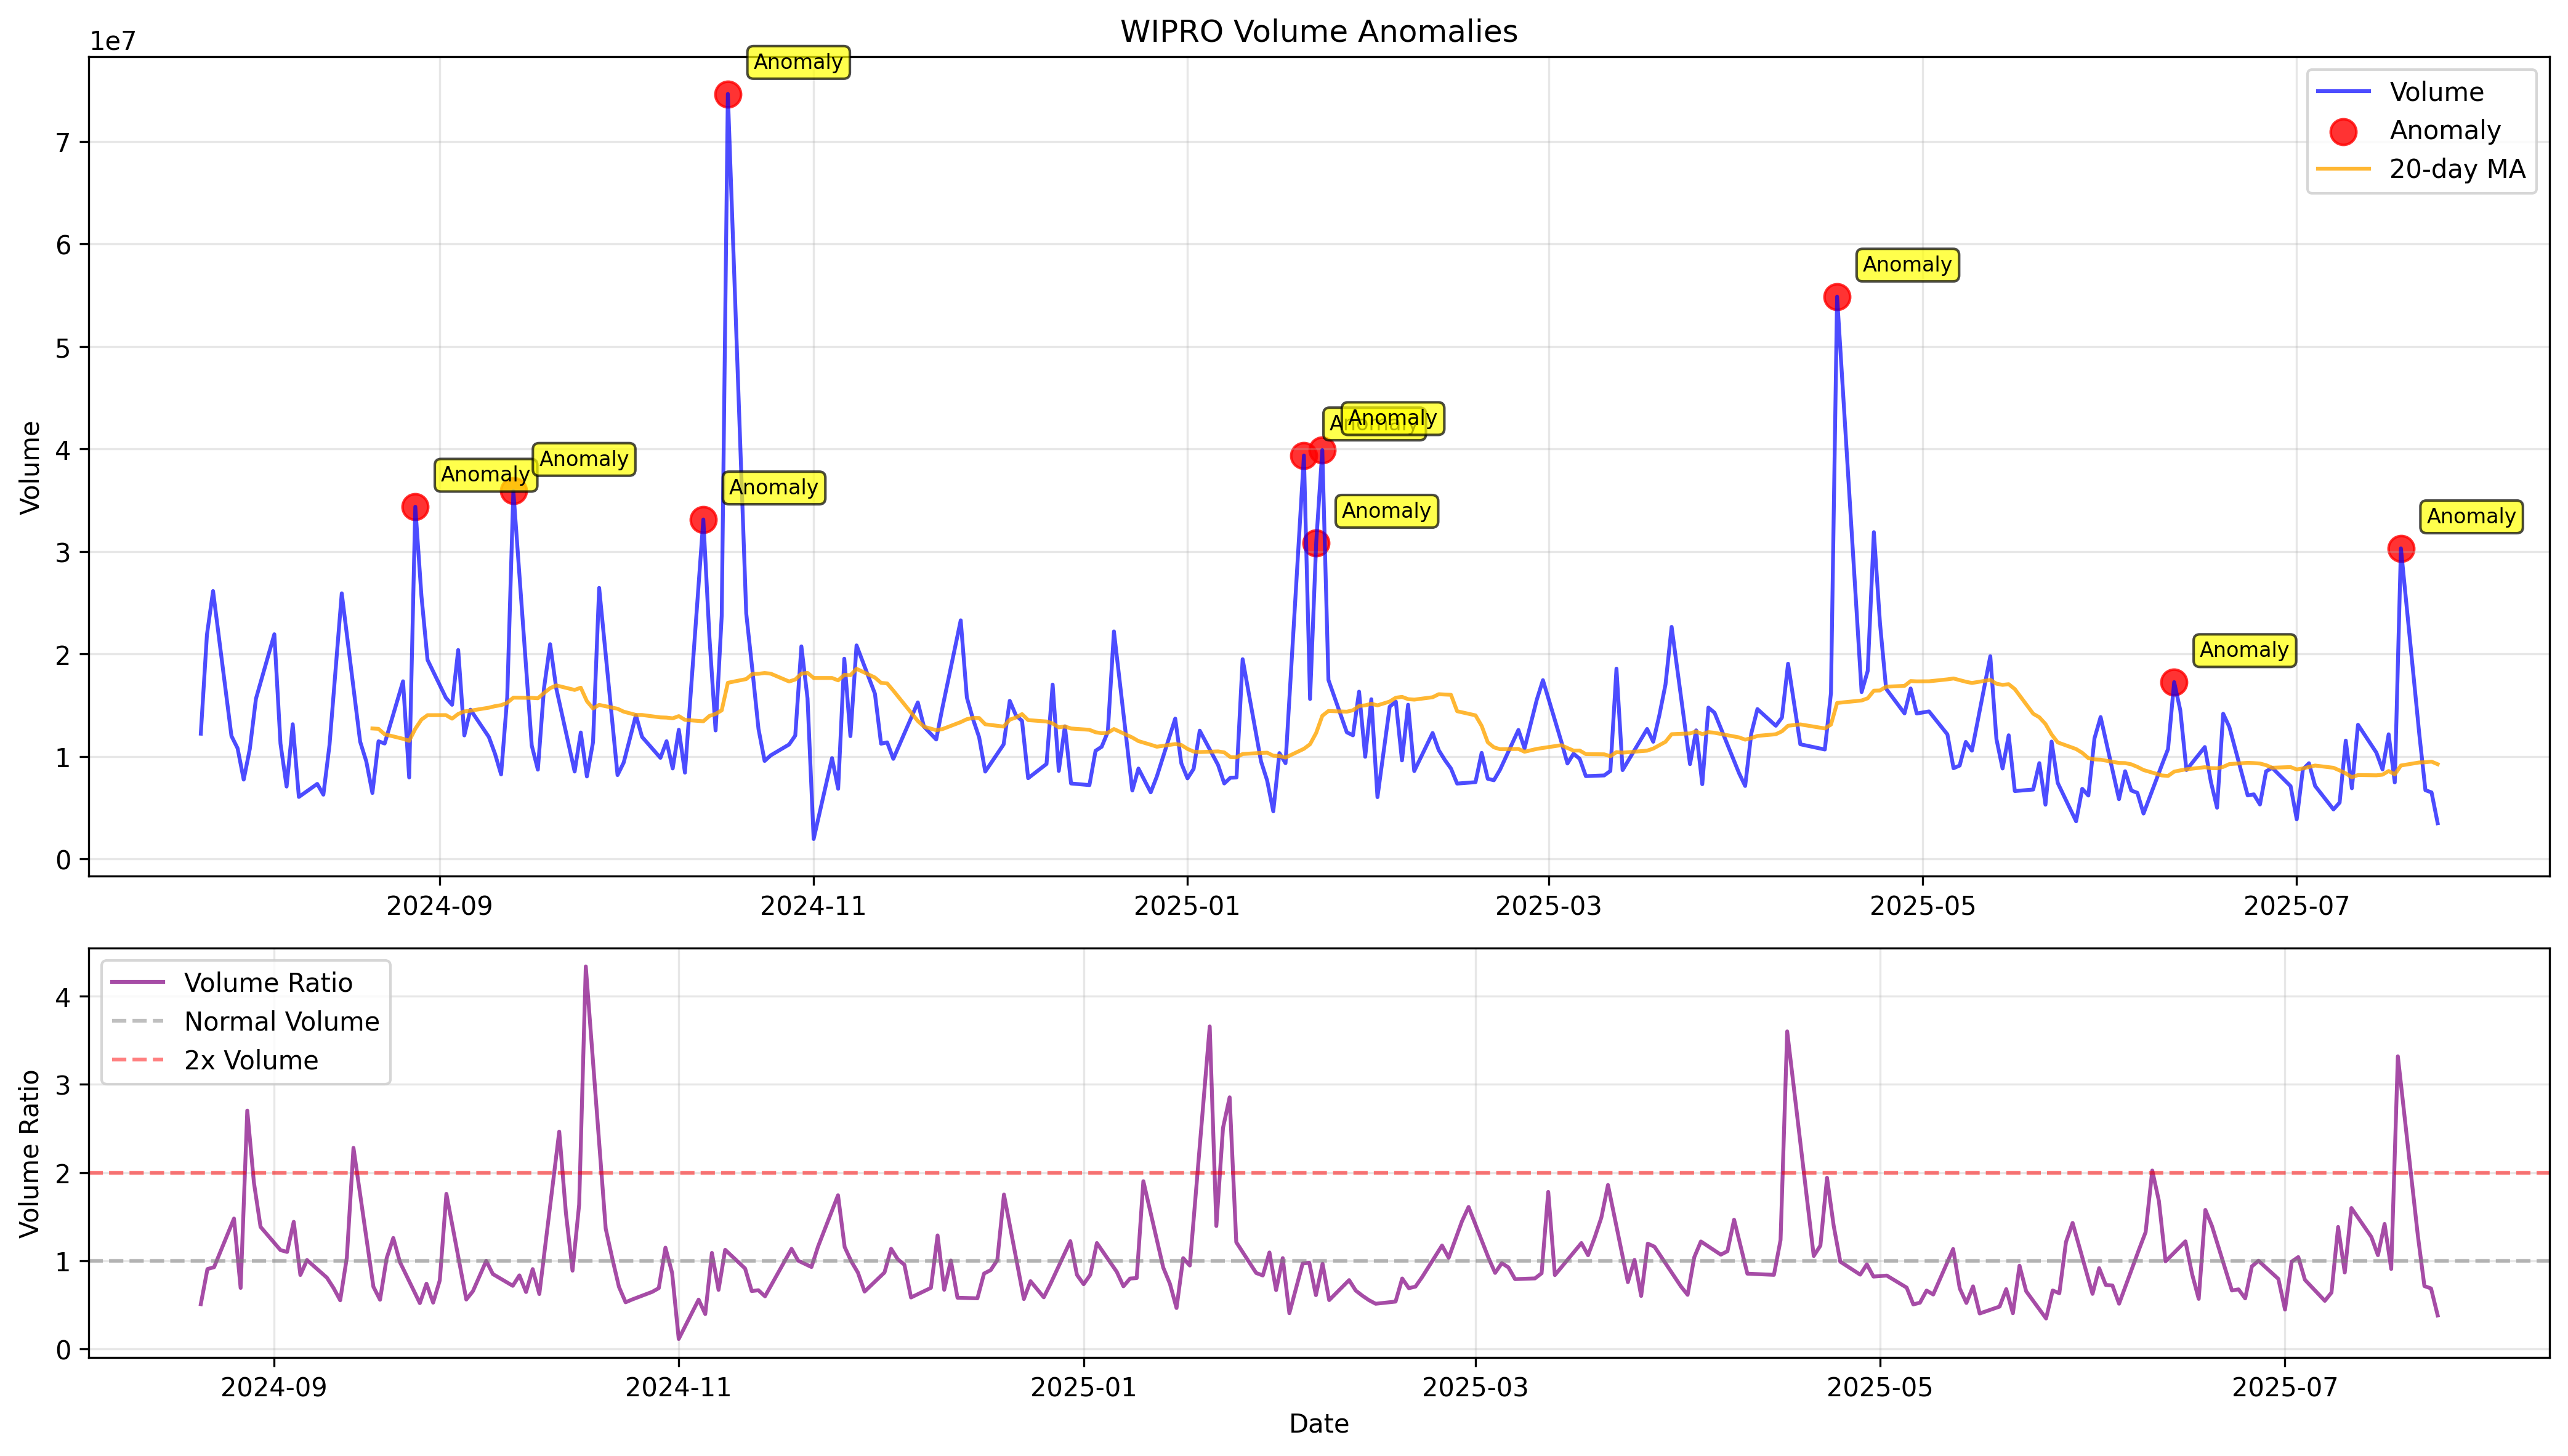 WIPRO Volume Anomalies
1e7
Volume
7
6
5
4
3
2
1
0
Anomaly
Anomaly
Anomaly
Anomaly
Anomaly
Anomaly
Anomaly
Anomaly
Anomaly
Anomaly
Volume
Anomaly
20-day MA
2024-09
2024-11
2025-01
2025-03
2025-05
2025-07
Volume Ratio
4
3
2
1
0
Volume Ratio
Normal Volume
2x Volume
2024-09
2024-11
2025-01
2025-03
2025-05
2025-07
Date